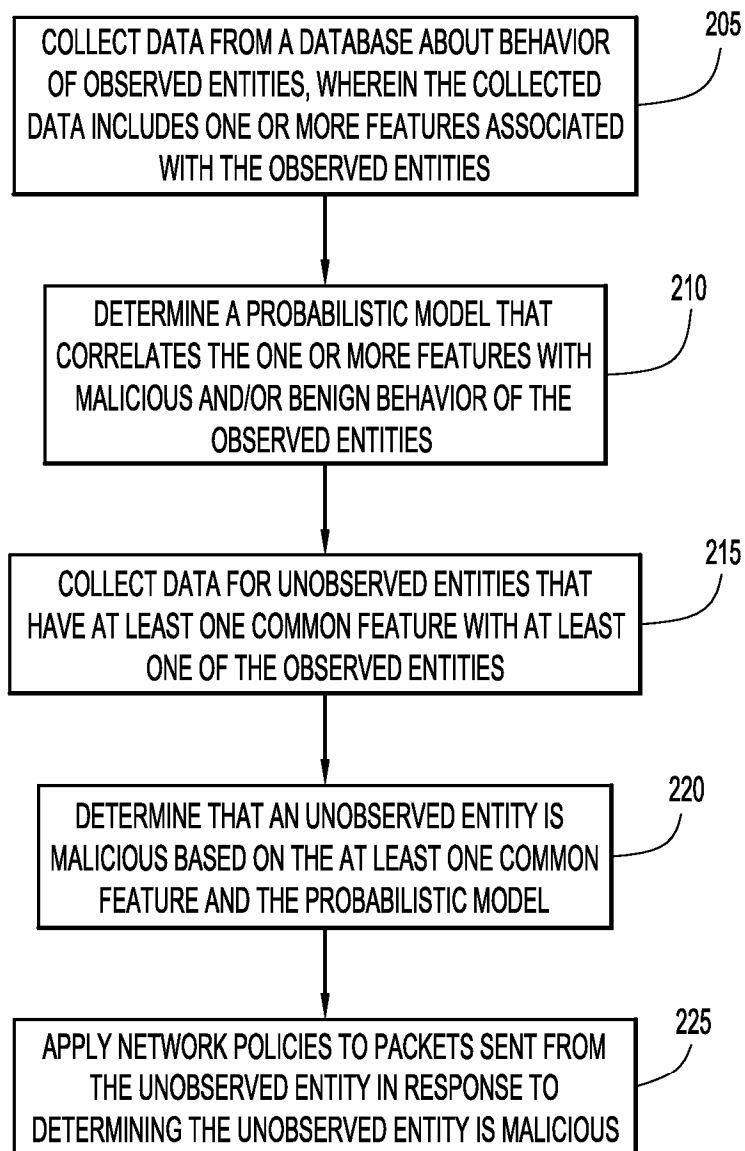 COLLECT DATA FROM A DATABASE ABOUT BEHAVIOR
OF OBSERVED ENTITIES, WHEREIN THE COLLECTED
DATA INCLUDES ONE OR MORE FEATURES ASSOCIATED
WITH THE OBSERVED ENTITIES
205
DETERMINE A PROBABILISTIC MODEL THAT
CORRELATES THE ONE OR MORE FEATURES WITH
MALICIOUS AND/OR BENIGN BEHAVIOR OF THE
OBSERVED ENTITIES
210
COLLECT DATA FOR UNOBSERVED ENTITIES THAT
HAVE AT LEAST ONE COMMON FEATURE WITH AT LEAST
ONE OF THE OBSERVED ENTITIES
215
DETERMINE THAT AN UNOBSERVED ENTITY IS
MALICIOUS BASED ON THE AT LEAST ONE COMMON
FEATURE AND THE PROBABILISTIC MODEL
220
APPLY NETWORK POLICIES TO PACKETS SENT FROM
THE UNOBSERVED ENTITY IN RESPONSE TO
DETERMINING THE UNOBSERVED ENTITY IS MALICIOUS
225